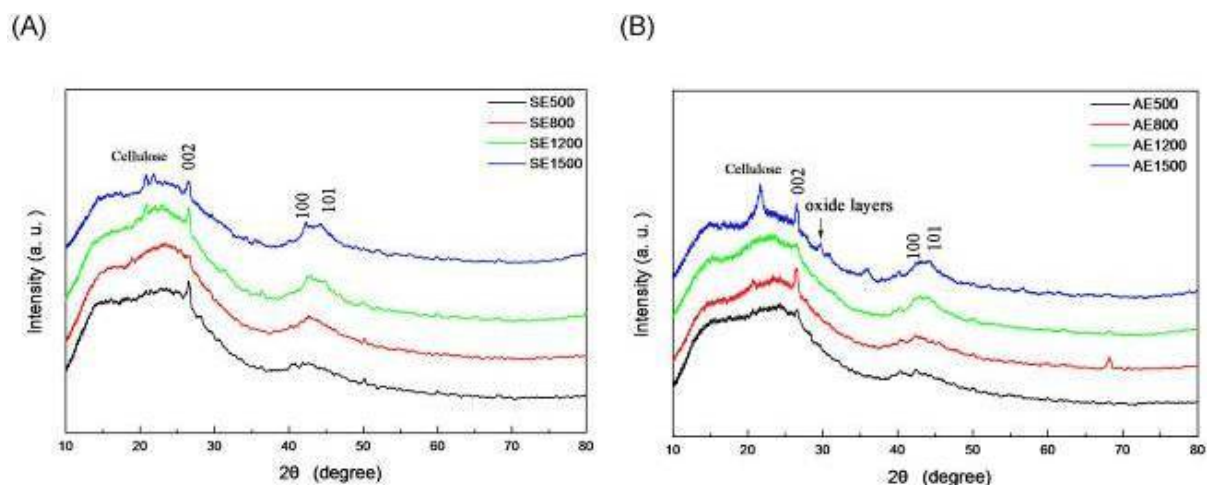 (A)
SE500
SE800
SE1200
SE1500
Cellulose
002
100
101
Intensity (a. u. )
10 20 30 40 50 60 70 80
2θ (degree)
(B)
AE500
AE800
AE1200
AE1500
Cellulose
002
oxide layers
100
101
Intensity (a. u. )
10 20 30 40 50 60 70 80
2θ (degree)